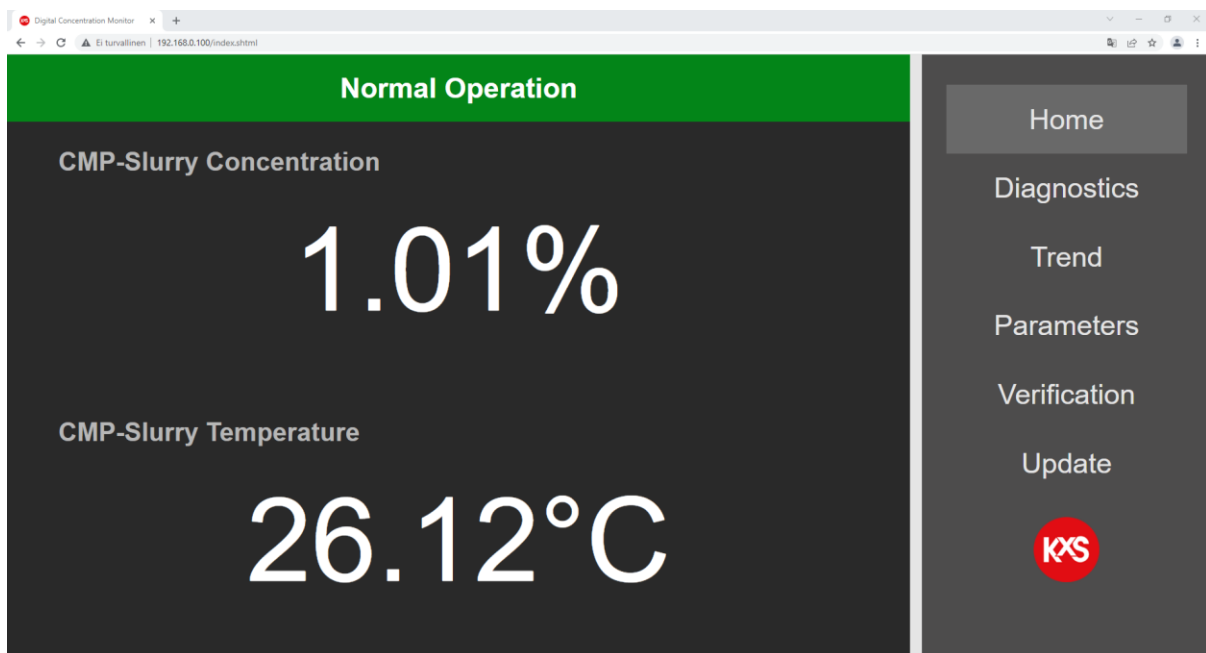 Digital Concentration Monitor
Ei turvallinen | 192.168.0.100/index.shtml
Normal Operation
CMP-Slurry Concentration
1.01%
CMP-Slurry Temperature
26.12°C
Home
Diagnostics
Trend
Parameters
Verification
Update
KXS